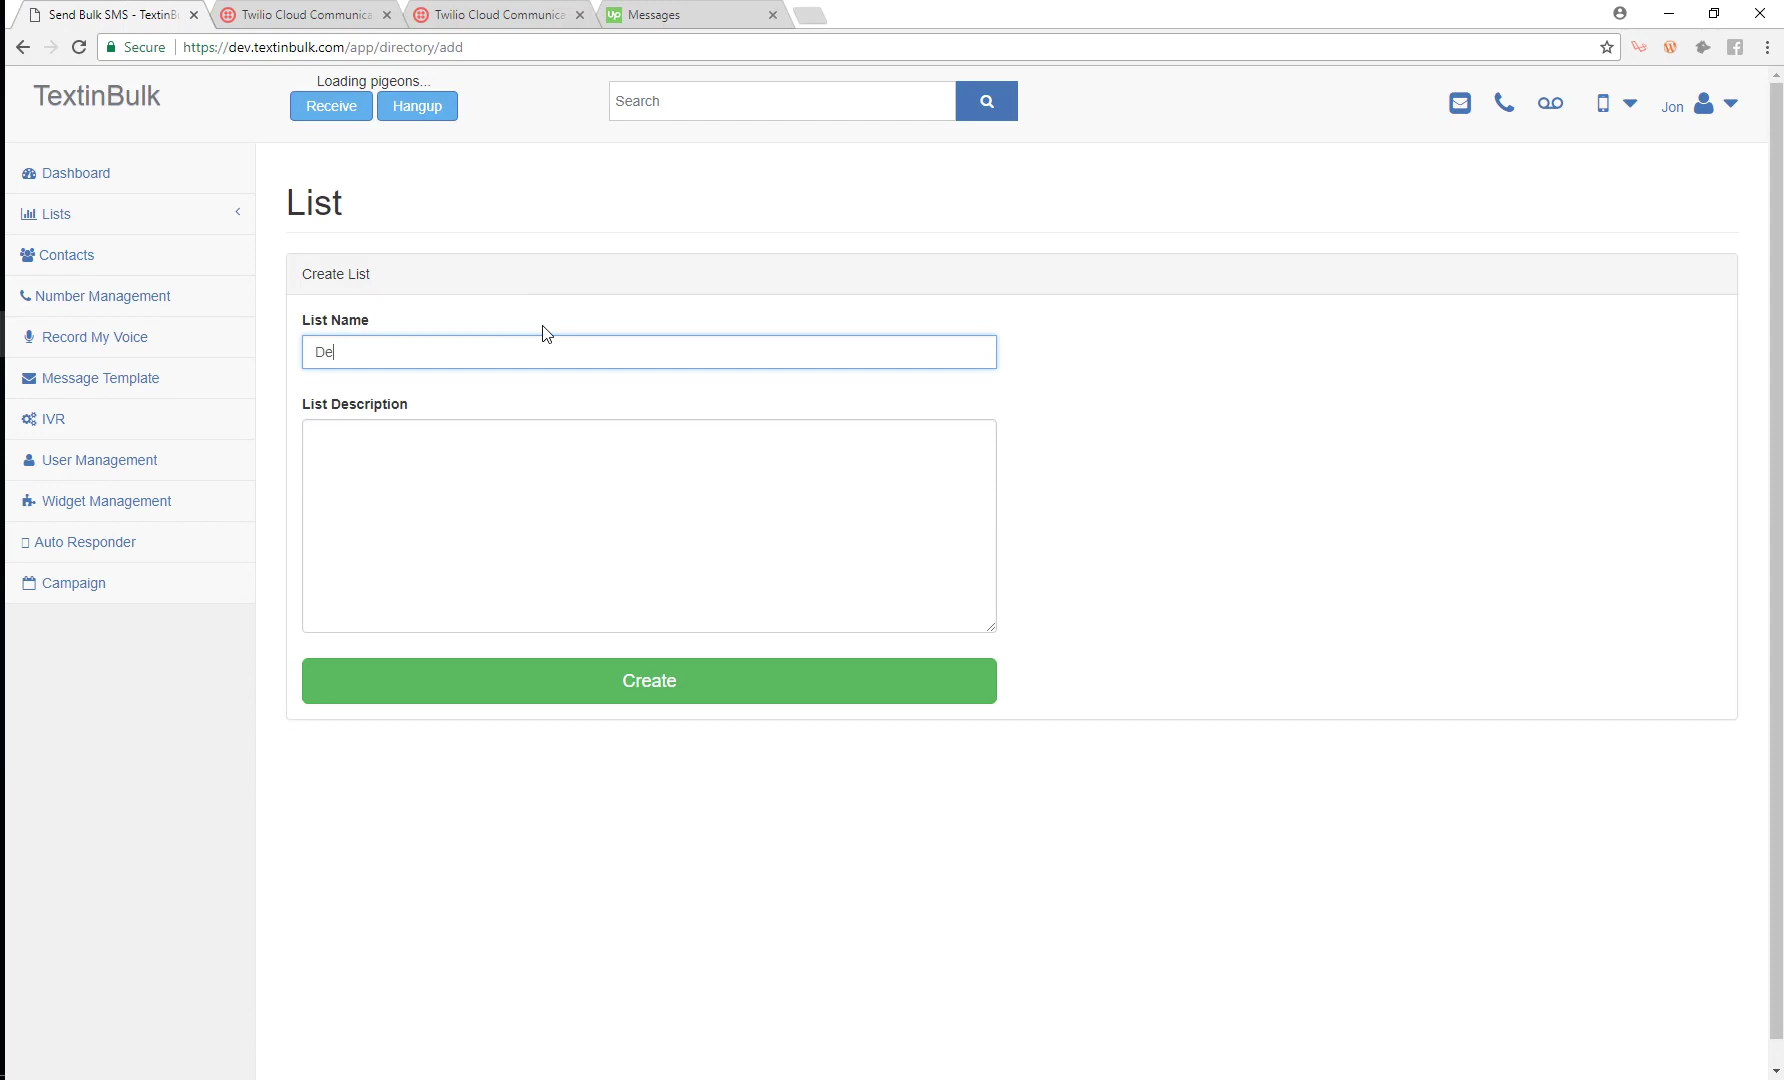 Send Bulk SMS - TextinBu
Twilio Cloud Communica
Twilio Cloud Communica
Up Messages
Secure https://dev.textinbulk.com/app/directory/add
TextinBulk
Loading pigeons...
Receive Hangup
Search
Jon
Dashboard
Lists
Contacts
Number Management
Record My Voice
Message Template
IVR
User Management
Widget Management
Auto Responder
Campaign
List
Create List
List Name
De
List Description
Create